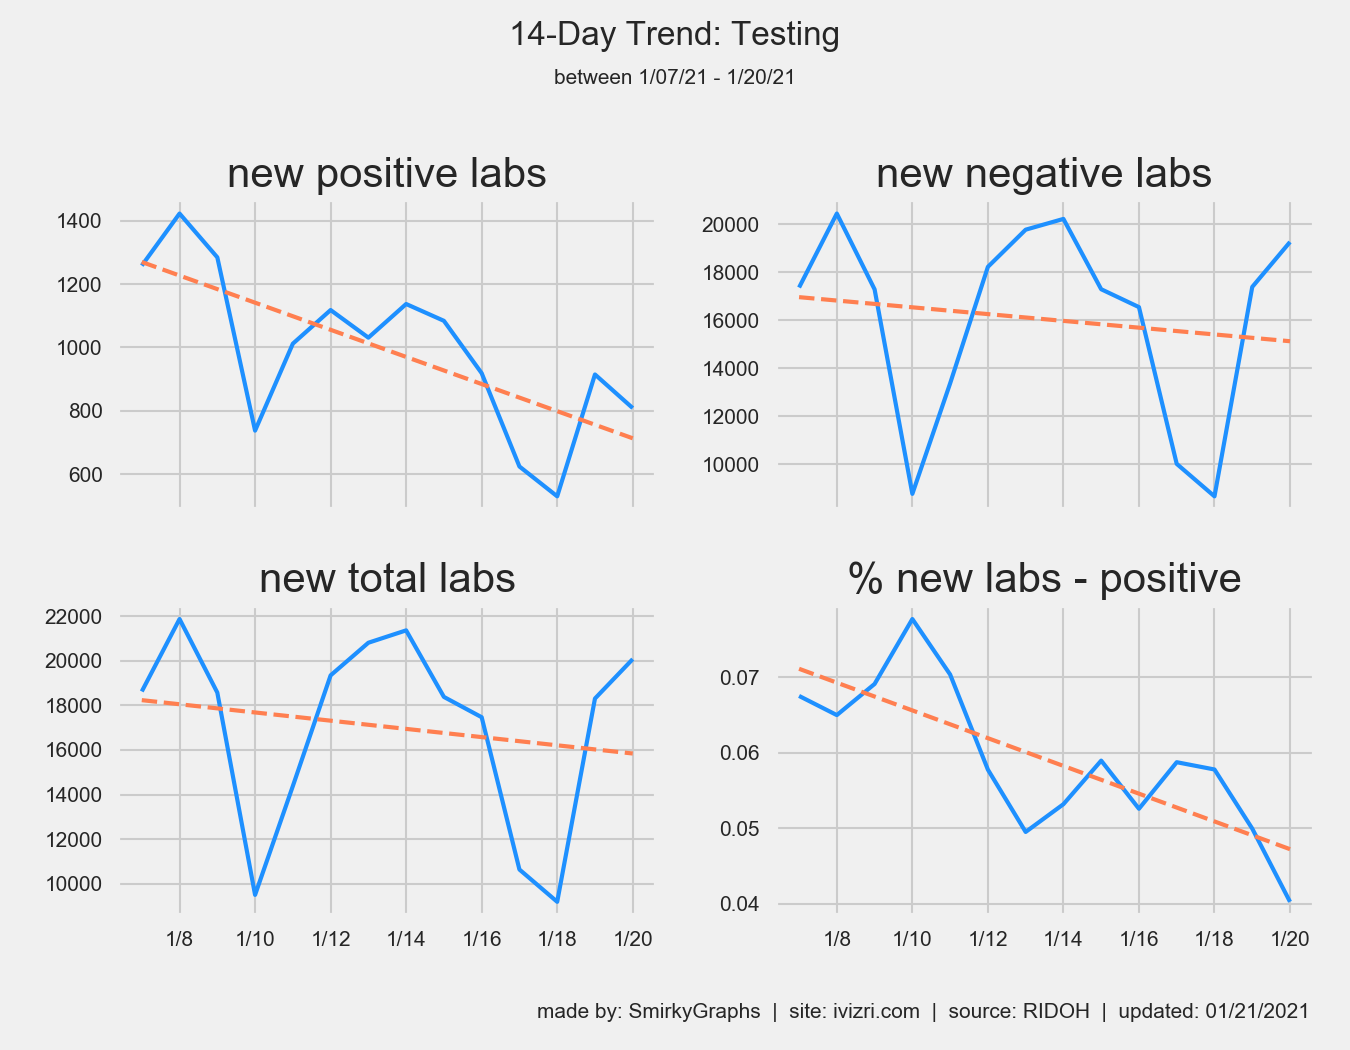 14-Day Trend: Testing
between 1/07/21 - 1/20/21
new positive labs
1400
1200
1000
800
600
new negative labs
20000
18000
16000
14000
12000
10000
new total labs
22000
20000
18000
16000
14000
12000
10000
1/8 1/10 1/12 1/14 1/16 1/18 1/20
% new labs - positive
0.07
0.06
0.05
0.04
1/8 1/10 1/12 1/14 1/16 1/18 1/20
made by: SmirkyGraphs | site: ivizri.com | source: RIDOH | updated: 01/21/2021